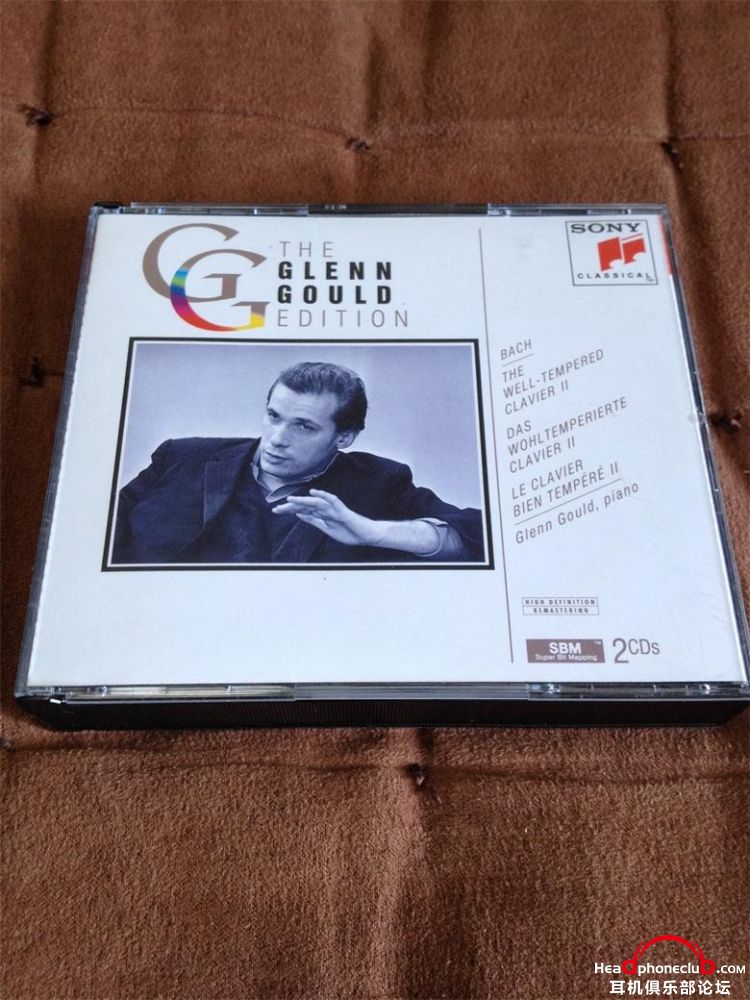 GG
THE
GLENN
GOULD
EDITION
SONY
CLASSICAL™
BACH
THE
WELL-TEMPERED
CLAVIER II
DAS
WOHLTEMPERIERTE
CLAVIER II
LE CLAVIER
BIEN TEMPÉRÉ II
Glenn Gould, piano
HIGH DEFINITION
REMASTERING
SBM™
Super Bit Mapping
2CDs
Headphoneclub.com
耳机俱乐部论坛